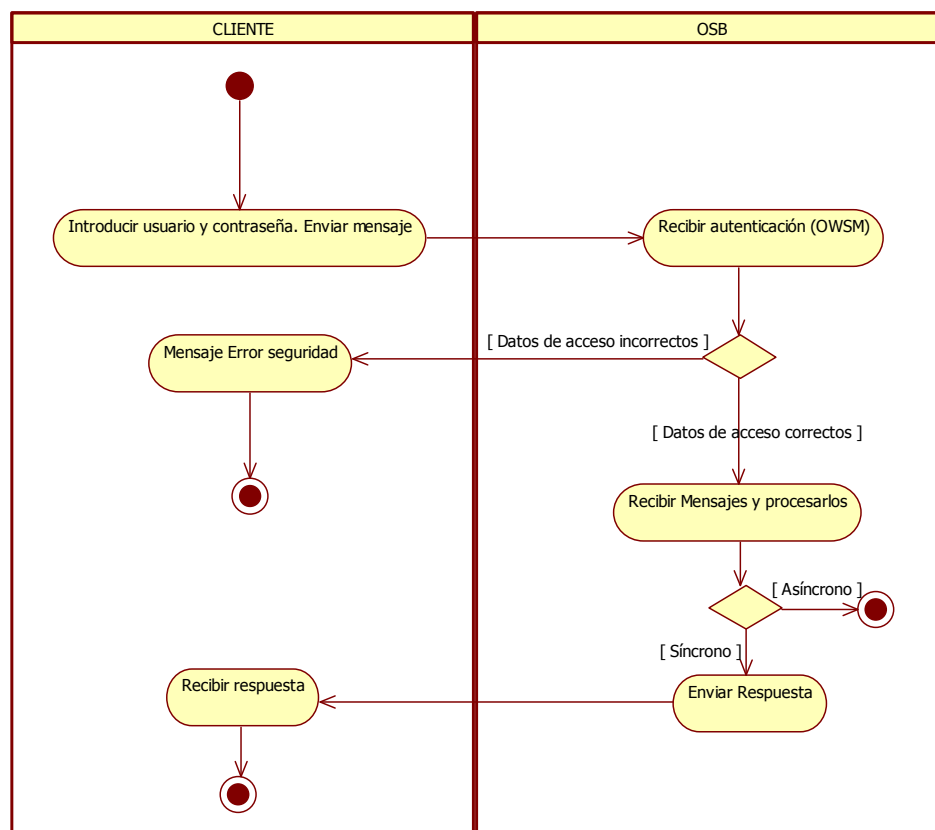 CLIENTE
OSB
Introducir usuario y contraseña. Enviar mensaje
Recibir autenticación (OWSM)
[ Datos de acceso incorrectos ]
Mensaje Error seguridad
[ Datos de acceso correctos ]
Recibir Mensajes y procesarlos
[ Asíncrono ]
[ Síncrono ]
Recibir respuesta
Enviar Respuesta